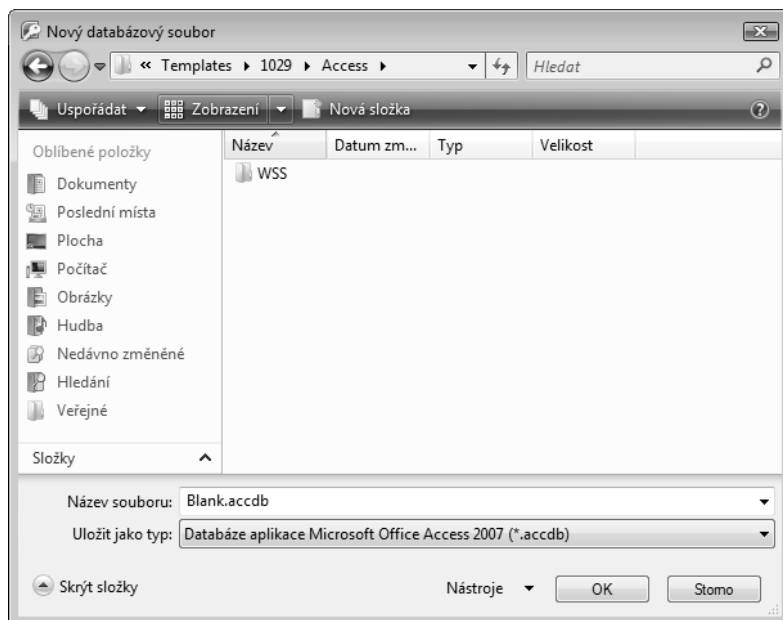 Nový databázový soubor
« Templates ▸ 1029 ▸ Access ▸
Hledat
Uspořádat
Zobrazení
Nová složka
Oblíbené položky
Dokumenty
Poslední místa
Plocha
Počítač
Obrázky
Hudba
Nedávno změněné
Hledání
Veřejné
Složky
Název Datum zm... Typ Velikost
WSS
Název souboru: Blank.accdb
Uložit jako typ: Databáze aplikace Microsoft Office Access 2007 (*.accdb)
Skrýt složky
Nástroje
OK
Storno